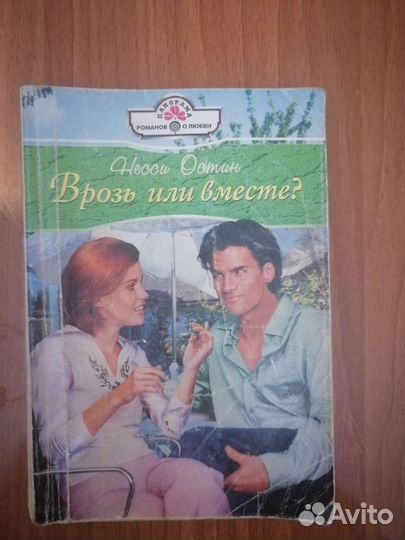 ПАНОРАМА
РОМАНОВ О ЛЮБВИ
Несси Остин
Врозь или вместе?
Avito